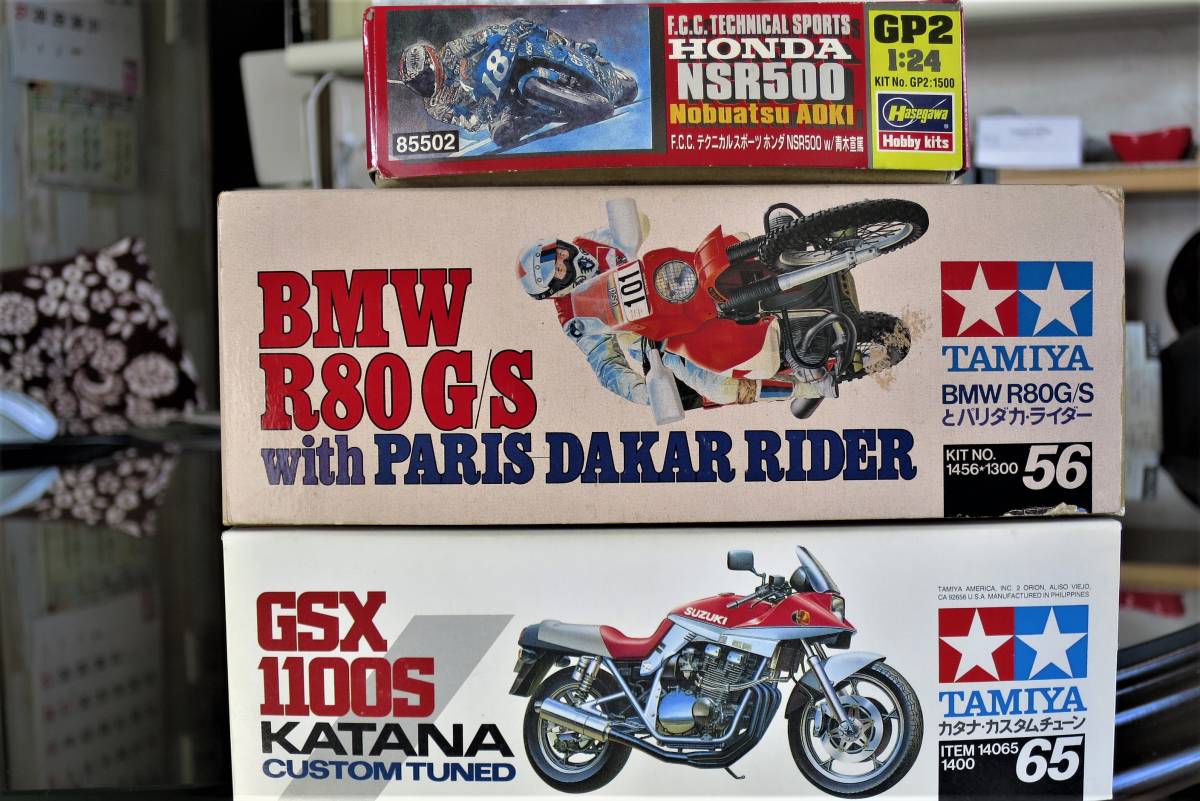 F.C.C. TECHNICAL SPORTS
HONDA
NSR500
Nobuatsu AOKI
F.C.C. テクニカルスポーツ ホンダ NSR500 w/青木宣篤
18
85502
GP2
1:24
KIT No. GP2:1500
Hasegawa
Hobby kits
BMW
R80 G/S
with PARIS DAKAR RIDER
101
TAMIYA
BMW R80G/S
とパリダカ・ライダー
KIT NO.
1456★1300
56
GSX
1100S
KATANA
CUSTOM TUNED
SUZUKI
TAMIYA AMERICA, INC. 2 ORION, ALISO VIEJO,
CA 92656 U.S.A. MANUFACTURED IN PHILIPPINES
TAMIYA
カタナ・カスタムチューン
ITEM 14065
1400
65